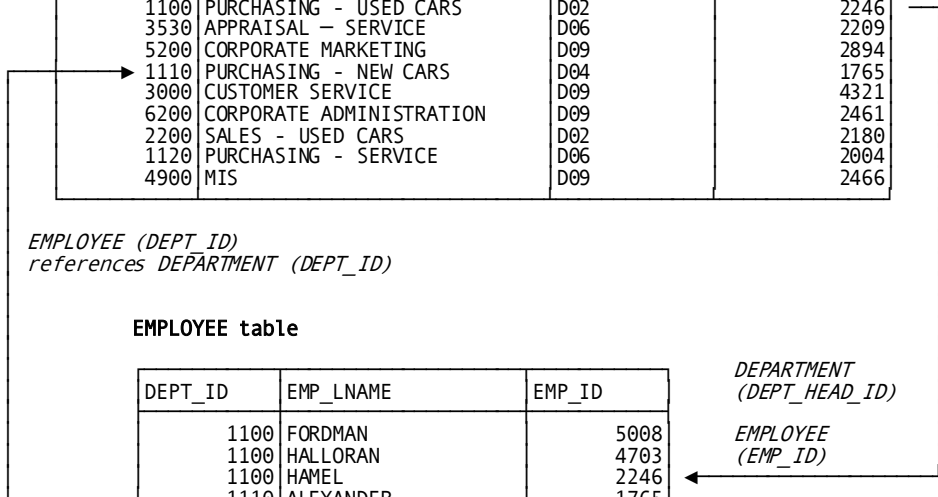 1100 PURCHASING - USED CARS D02 2246
3530 APPRAISAL — SERVICE D06 2209
5200 CORPORATE MARKETING D09 2894
1110 PURCHASING - NEW CARS D04 1765
3000 CUSTOMER SERVICE D09 4321
6200 CORPORATE ADMINISTRATION D09 2461
2200 SALES - USED CARS D02 2180
1120 PURCHASING - SERVICE D06 2004
4900 MIS D09 2466
EMPLOYEE (DEPT_ID)
references DEPARTMENT (DEPT_ID)
EMPLOYEE table
DEPARTMENT
(DEPT_HEAD_ID)
DEPT_ID EMP_LNAME EMP_ID
1100 FORDMAN 5008
1100 HALLORAN 4703
1100 HAMEL 2246
1110 ALEXANDER 1765
EMPLOYEE
(EMP_ID)